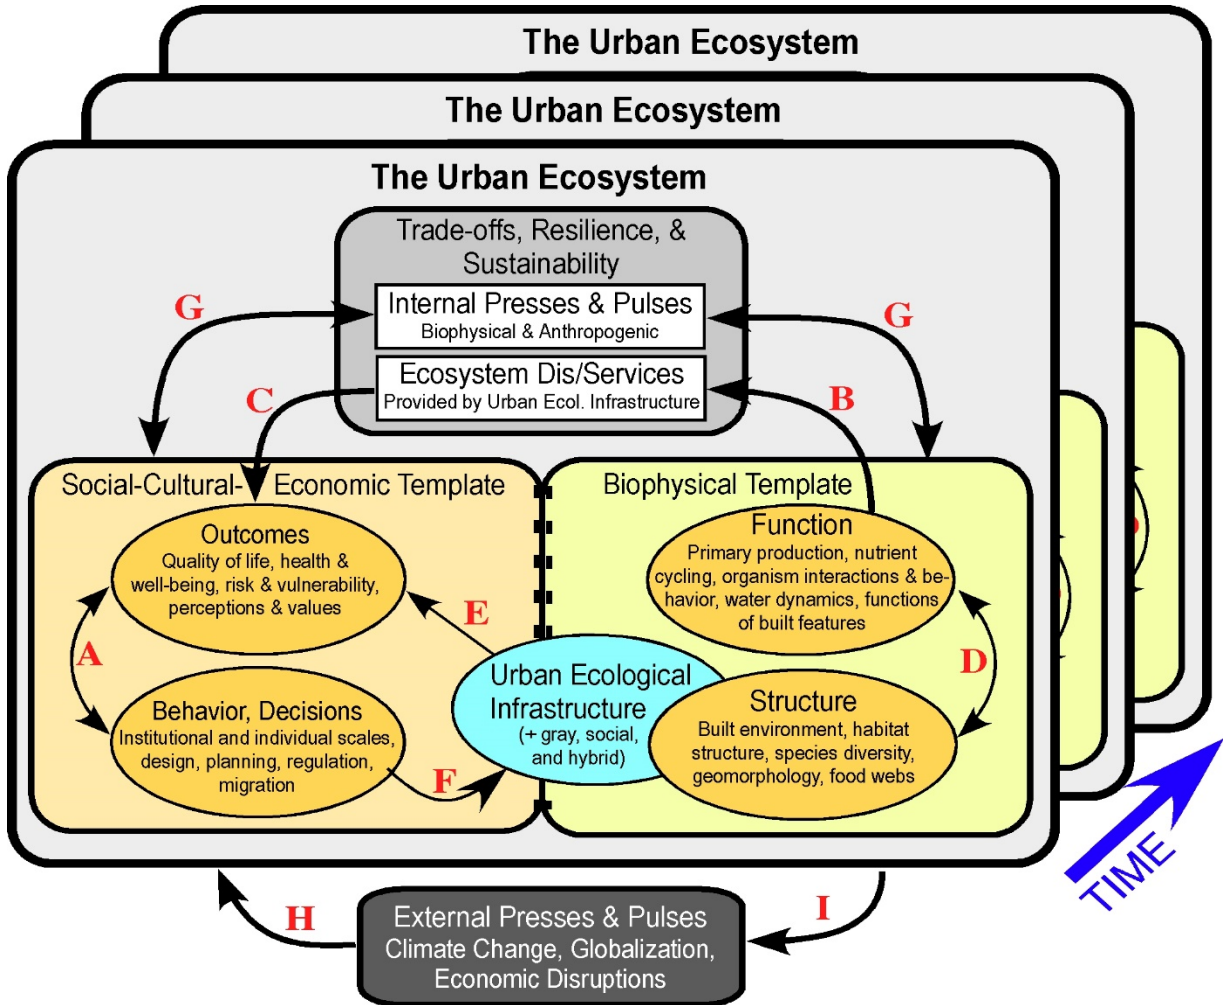 The Urban Ecosystem
The Urban Ecosystem
The Urban Ecosystem
Trade-offs, Resilience, &
Sustainability
Internal Presses & Pulses
Biophysical & Anthropogenic
Ecosystem Dis/Services
Provided by Urban Ecol. Infrastructure
G
G
C
B
Social-Cultural- Economic Template
Biophysical Template
Outcomes
Quality of life, health &
well-being, risk & vulnerability,
perceptions & values
Function
Primary production, nutrient
cycling, organism interactions & be-
havior, water dynamics, functions
of built features
E
A
D
Urban Ecological
Infrastructure
(+ gray, social,
and hybrid)
Behavior, Decisions
Institutional and individual scales,
design, planning, regulation,
migration
Structure
Built environment, habitat
structure, species diversity,
geomorphology, food webs
F
TIME
H
I
External Presses & Pulses
Climate Change, Globalization,
Economic Disruptions